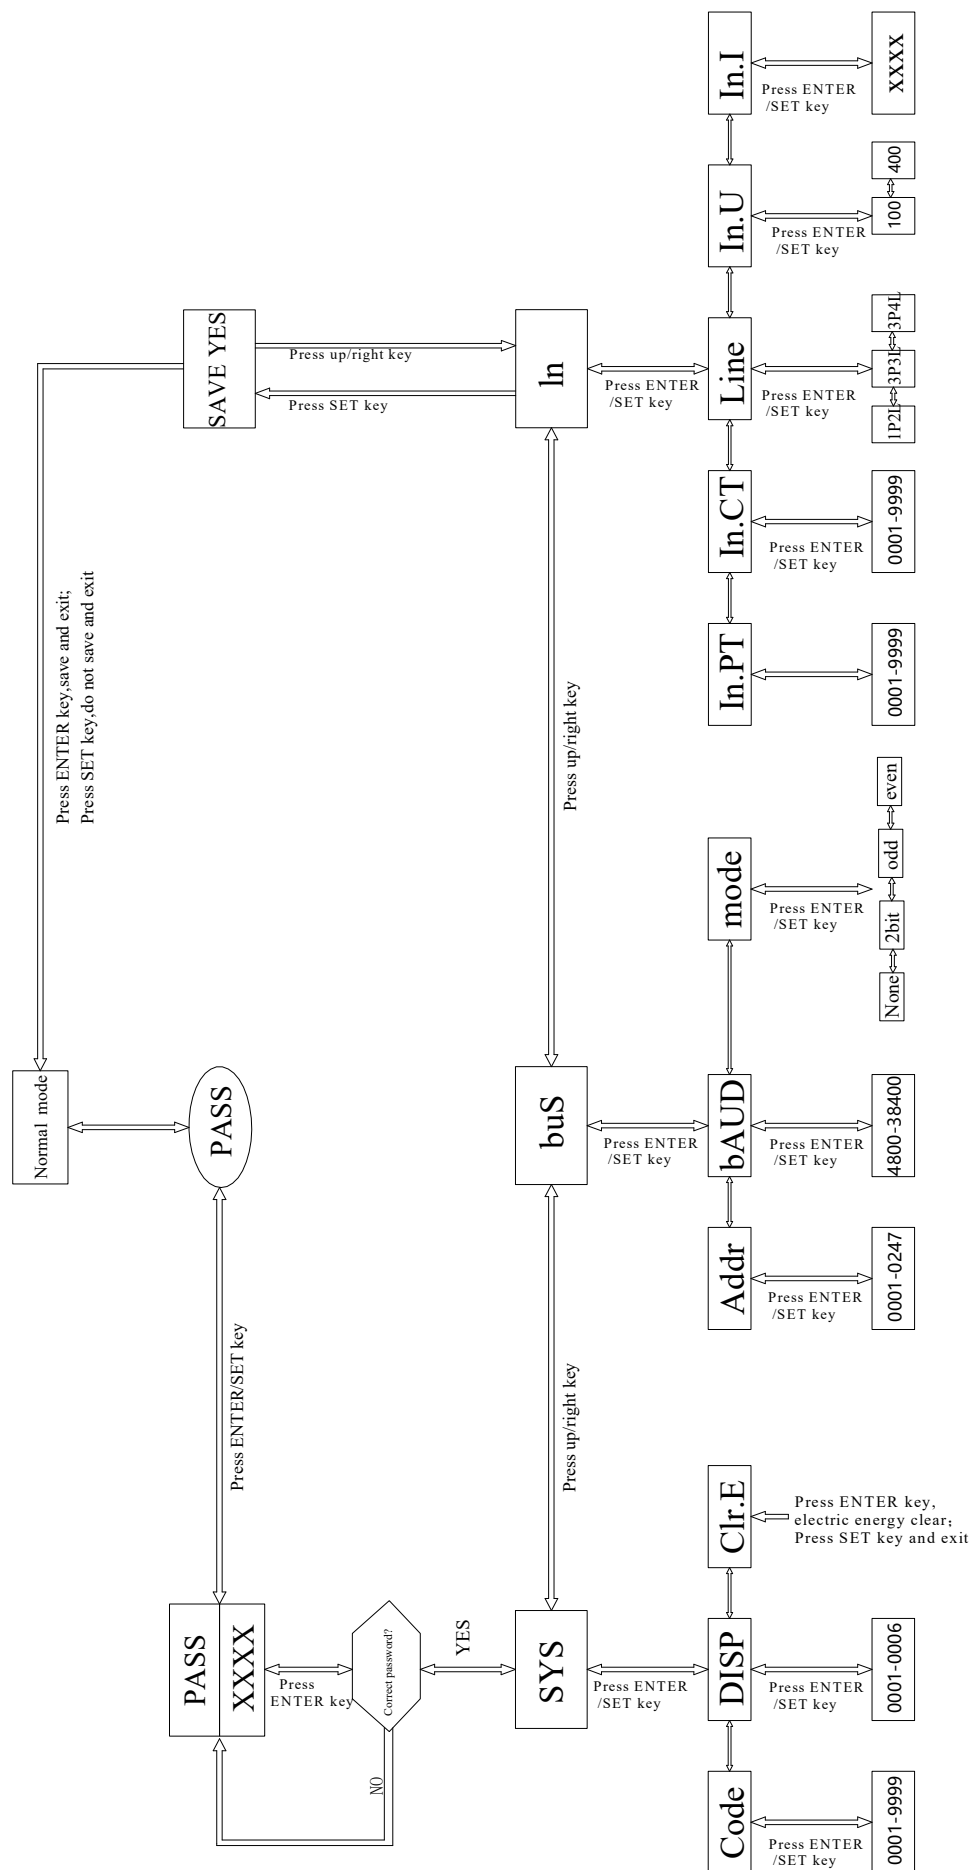 Normal mode
Press ENTER key,save and exit;
Press SET key,do not save and exit
PASS
Press ENTER/SET key
PASS
XXXX
SAVE YES
Press up/right key
Press SET key
Press
ENTER key
Correct password?
NO
YES
SYS
Press up/right key
buS
Press up/right key
In
Press ENTER
/SET key
Press ENTER
/SET key
Press ENTER
/SET key
Code
DISP
Clr.E
Addr
bAUD
mode
In.PT
In.CT
Line
In.U
In.I
Press ENTER
/SET key
Press ENTER
/SET key
Press ENTER key,
electric energy clear;
Press SET key and exit
Press ENTER
/SET key
Press ENTER
/SET key
Press ENTER
/SET key
Press ENTER
/SET key
Press ENTER
/SET key
Press ENTER
/SET key
Press ENTER
/SET key
0001-9999
0001-0006
0001-0247
4800-38400
None
2bit
odd
even
0001-9999
0001-9999
1P2L
3P3L
3P4L
100
400
XXXX